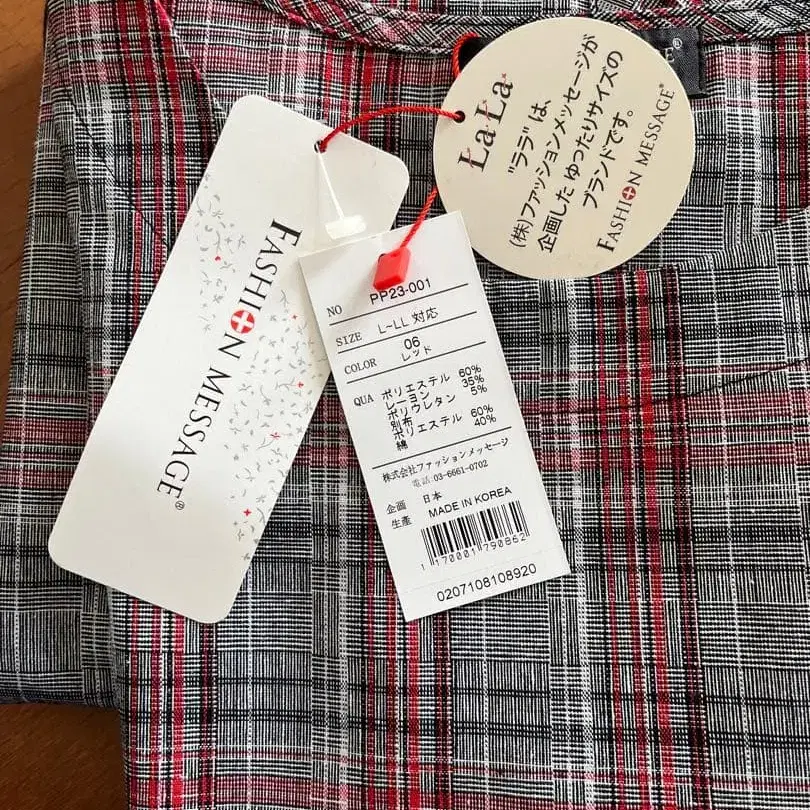 LaLa
"ララ" は、
(株)ファッションメッセージが
企画した ゆったりサイズの
ブランドです。
FASHION MESSAGE®
E®
FASHION MESSAGE®
NO PP23-001
SIZE L~LL 対応
COLOR 06
レッド
QUA ポリエステル 60%
レーヨン 35%
ポリウレタン 5%
別布
ポリエステル 60%
綿 40%
株式会社ファッションメッセージ
電話:03-6661-0702
企画 日本
生産 MADE IN KOREA
1170001790862
0207108108920